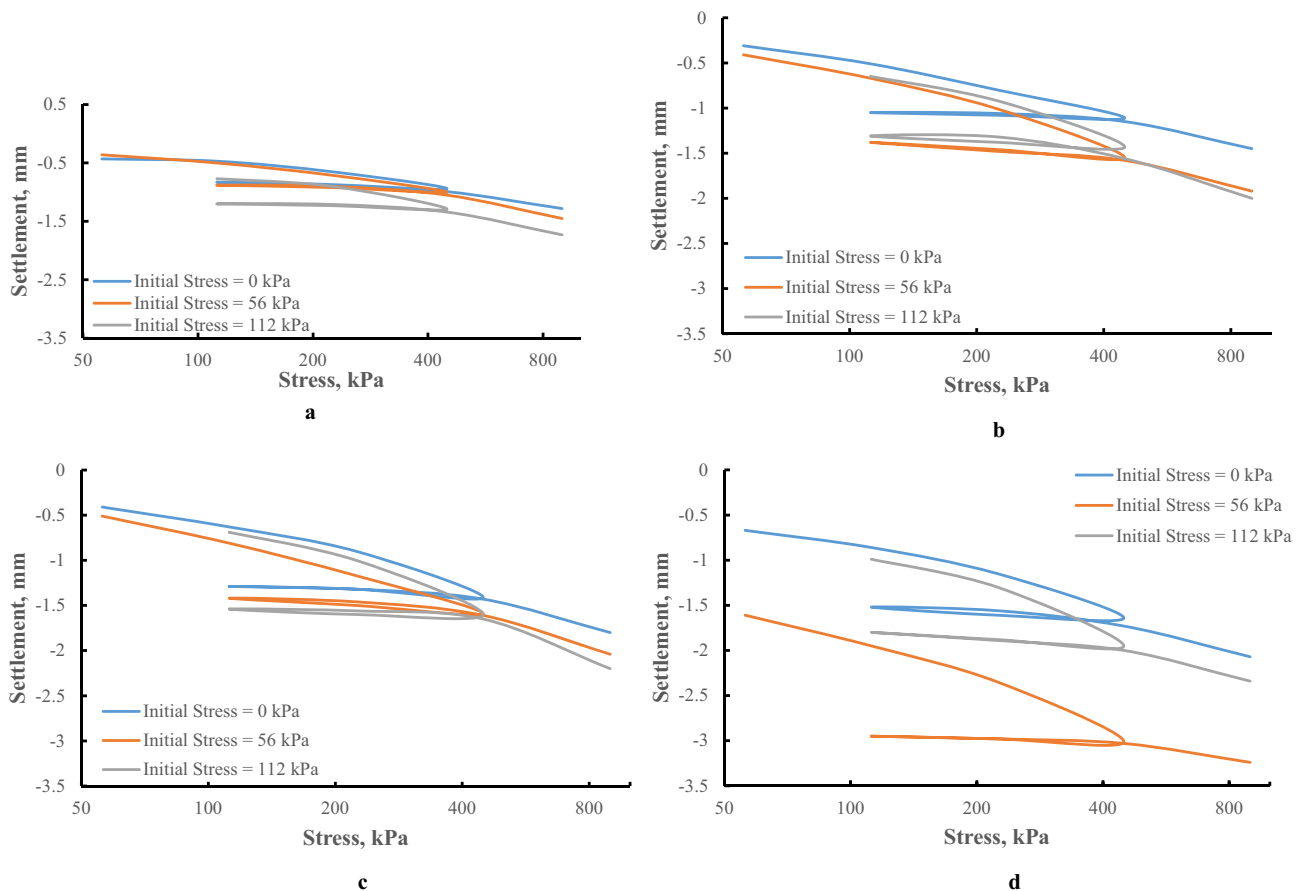 0.5
-0.5
-1.5
-2.5
-3.5
Settlement, mm
Initial Stress = 0 kPa
Initial Stress = 56 kPa
Initial Stress = 112 kPa
50 100 200 400 800
Stress, kPa
a
0
-0.5
-1
-1.5
-2
-2.5
-3
-3.5
Settlement, mm
Initial Stress = 0 kPa
Initial Stress = 56 kPa
Initial Stress = 112 kPa
50 100 200 400 800
Stress, kPa
b
0
-0.5
-1
-1.5
-2
-2.5
-3
-3.5
Settlement, mm
Initial Stress = 0 kPa
Initial Stress = 56 kPa
Initial Stress = 112 kPa
50 100 200 400 800
Stress, kPa
c
0
-0.5
-1
-1.5
-2
-2.5
-3
-3.5
Settlement, mm
Initial Stress = 0 kPa
Initial Stress = 56 kPa
Initial Stress = 112 kPa
50 100 200 400 800
Stress, kPa
d